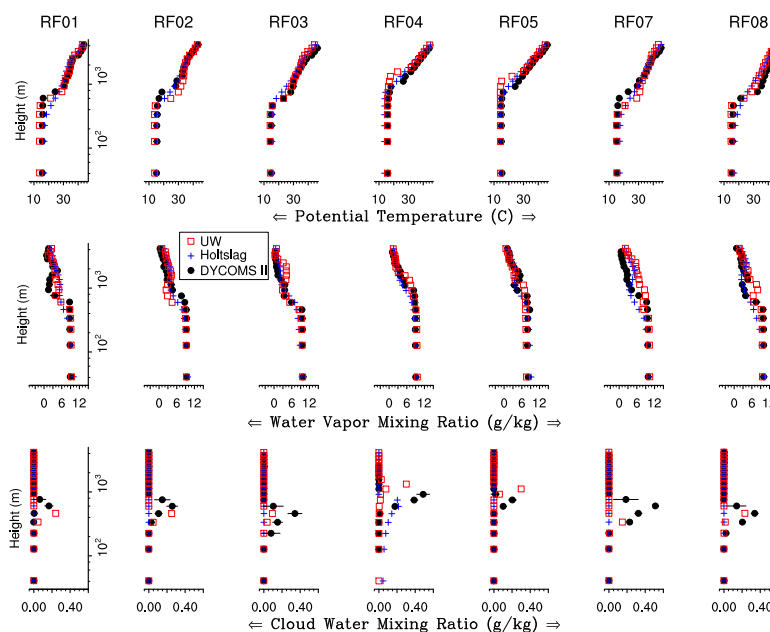 RF01 RF02 RF03 RF04 RF05 RF07 RF08
Height (m)
10³
10²
10 30 10 30 10 30 10 30 10 30 10 30 10 30
⇐ Potential Temperature (C) ⇒
UW
Holtslag
DYCOMS II
Height (m)
10³
10²
0 6 12 0 6 12 0 6 12 0 6 12 0 6 12 0 6 12 0 6 12
⇐ Water Vapor Mixing Ratio (g/kg) ⇒
Height (m)
10³
10²
0.00 0.40 0.00 0.40 0.00 0.40 0.00 0.40 0.00 0.40 0.00 0.40 0.00 0.40
⇐ Cloud Water Mixing Ratio (g/kg) ⇒